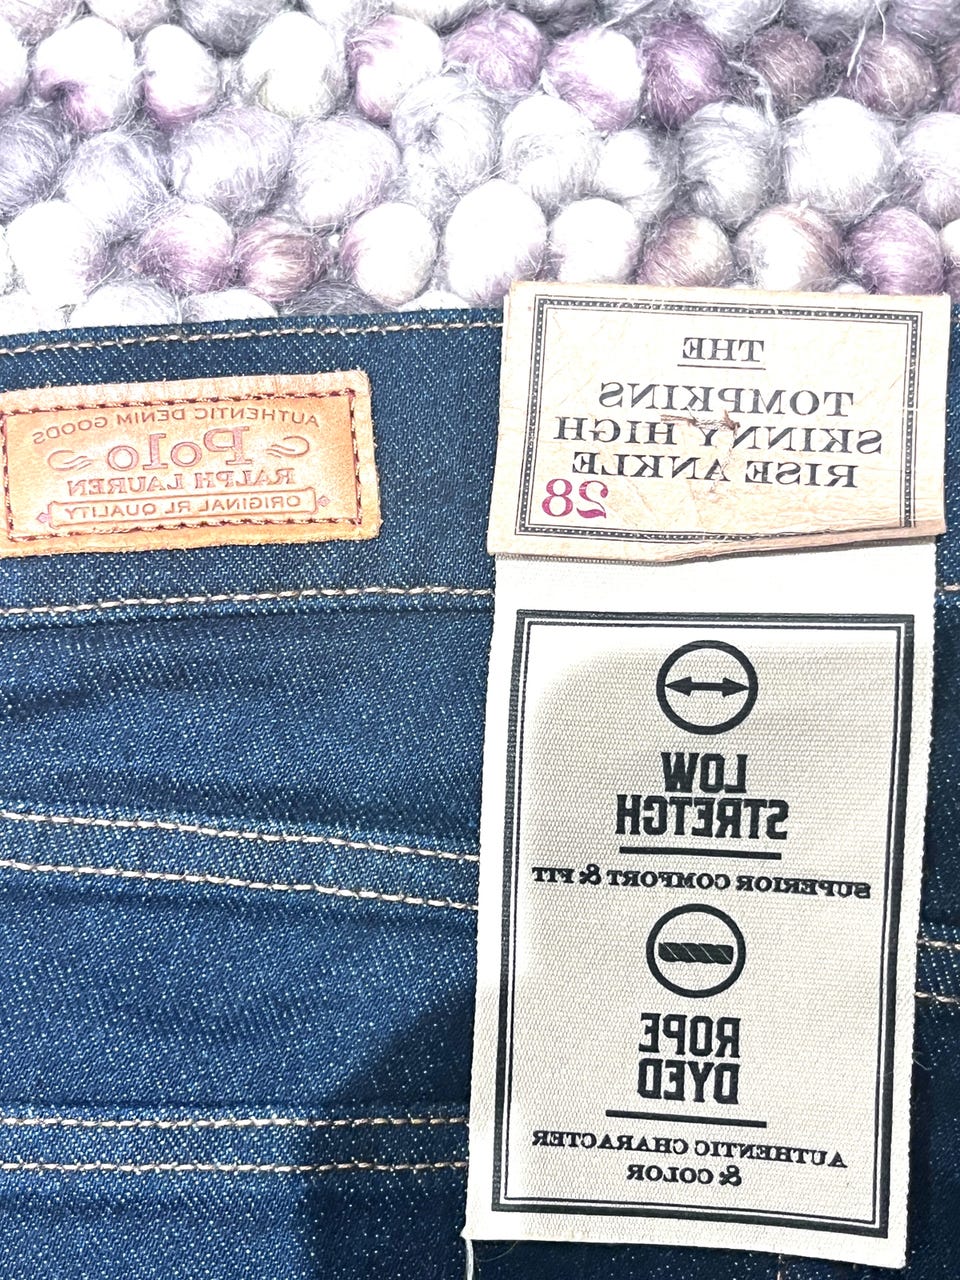 AUTHENTIC DENIM GOODS
Polo
RALPH LAUREN
ORIGINAL RL QUALITY
THE
TOMPKINS
SKINNY HIGH
RISE ANKLE
28
LOW
STRETCH
SUPERIOR COMFORT & FIT
ROPE
DYED
AUTHENTIC CHARACTER
& COLOR